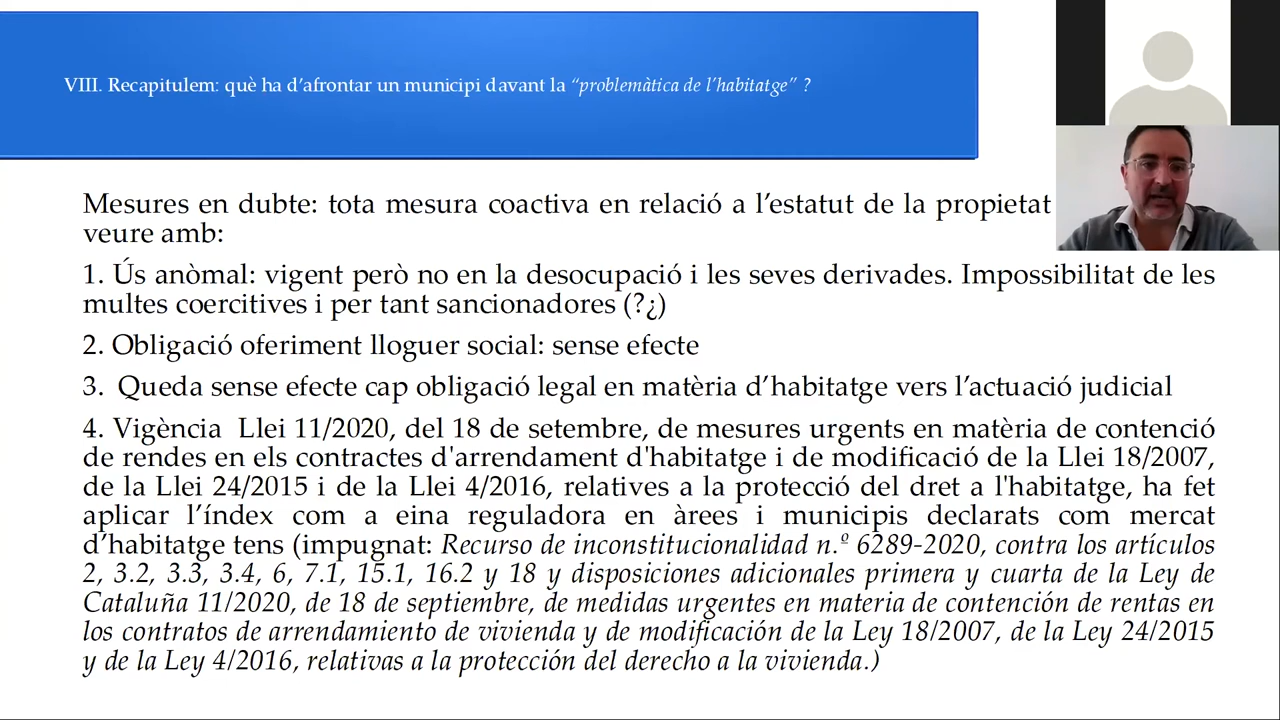 VIII. Recapitulem: què ha d’afrontar un municipi davant la “problemàtica de l’habitatge” ?
Mesures en dubte: tota mesura coactiva en relació a l’estatut de la propietat
veure amb:
1. Ús anòmal: vigent però no en la desocupació i les seves derivades. Impossibilitat de les
multes coercitives i per tant sancionadores (?¿)
2. Obligació oferiment lloguer social: sense efecte
3. Queda sense efecte cap obligació legal en matèria d’habitatge vers l’actuació judicial
4. Vigència Llei 11/2020, del 18 de setembre, de mesures urgents en matèria de contenció
de rendes en els contractes d'arrendament d'habitatge i de modificació de la Llei 18/2007,
de la Llei 24/2015 i de la Llei 4/2016, relatives a la protecció del dret a l'habitatge, ha fet
aplicar l’índex com a eina reguladora en àrees i municipis declarats com mercat
d’habitatge tens (impugnat: Recurso de inconstitucionalidad n.º 6289-2020, contra los artículos
2, 3.2, 3.3, 3.4, 6, 7.1, 15.1, 16.2 y 18 y disposiciones adicionales primera y cuarta de la Ley de
Cataluña 11/2020, de 18 de septiembre, de medidas urgentes en materia de contención de rentas en
los contratos de arrendamiento de vivienda y de modificación de la Ley 18/2007, de la Ley 24/2015
y de la Ley 4/2016, relativas a la protección del derecho a la vivienda.)